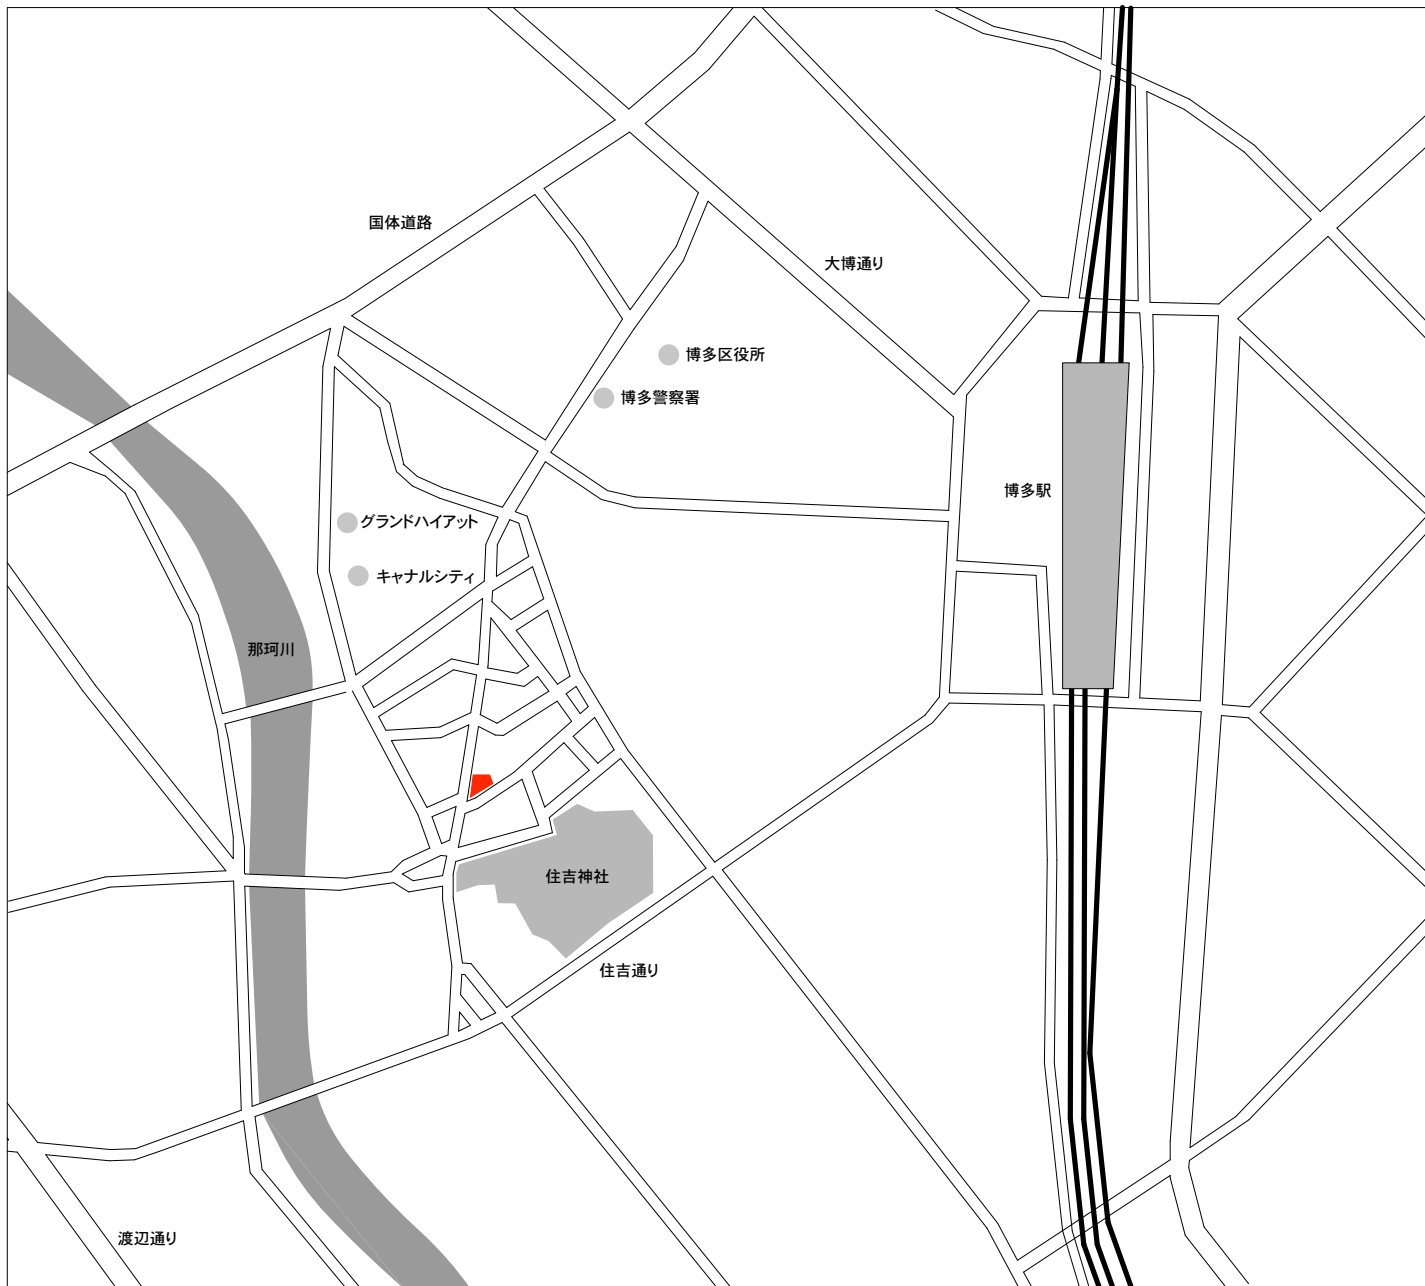 国体道路
大博通り
博多区役所
博多警察署
博多駅
グランドハイアット
キャナルシティ
那珂川
住吉神社
住吉通り
渡辺通り